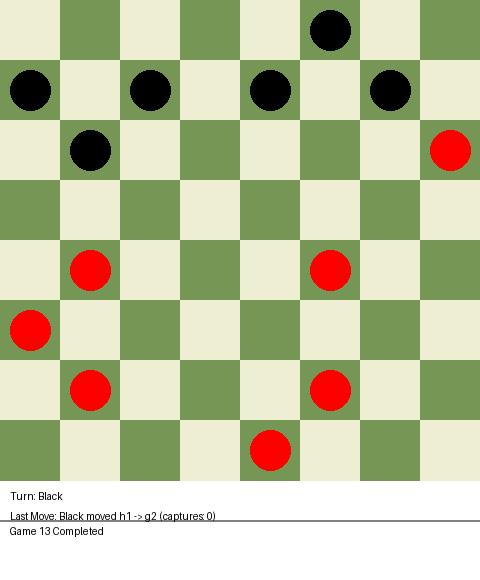 Turn: Black
Last Move: Black moved h1 -> g2 (captures: 0)
Game 13 Completed